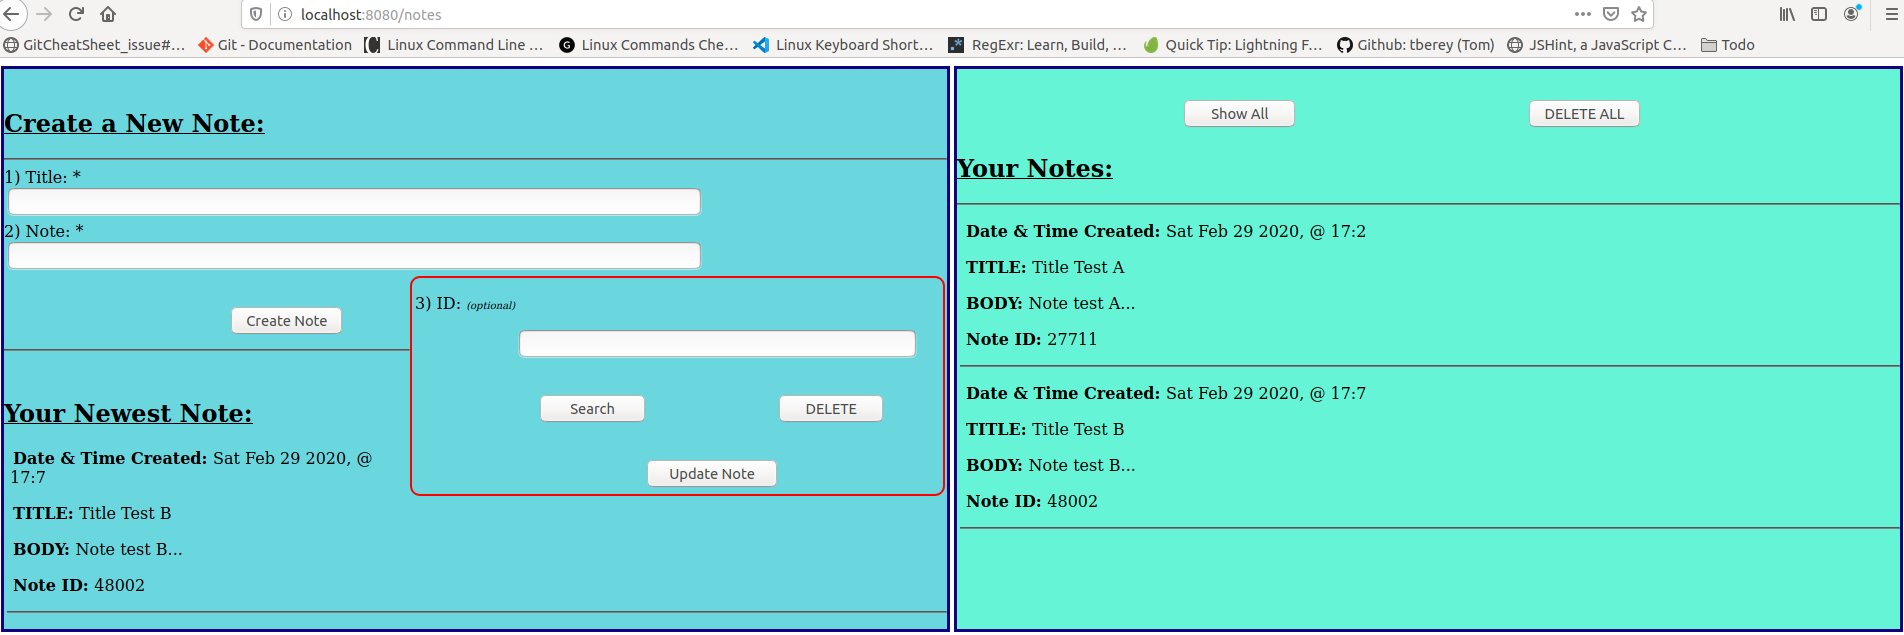 localhost:8080/notes
GitCheatSheet_issue#...
Git - Documentation
Linux Command Line ...
Linux Commands Che...
Linux Keyboard Short...
RegExr: Learn, Build, ...
Quick Tip: Lightning F...
Github: tberey (Tom)
JSHint, a JavaScript C...
Todo
Create a New Note:
1) Title: *
2) Note: *
Create Note
3) ID: (optional)
Search
DELETE
Update Note
Your Newest Note:
Date & Time Created: Sat Feb 29 2020, @
17:7
TITLE: Title Test B
BODY: Note test B...
Note ID: 48002
Show All
DELETE ALL
Your Notes:
Date & Time Created: Sat Feb 29 2020, @ 17:2
TITLE: Title Test A
BODY: Note test A...
Note ID: 27711
Date & Time Created: Sat Feb 29 2020, @ 17:7
TITLE: Title Test B
BODY: Note test B...
Note ID: 48002